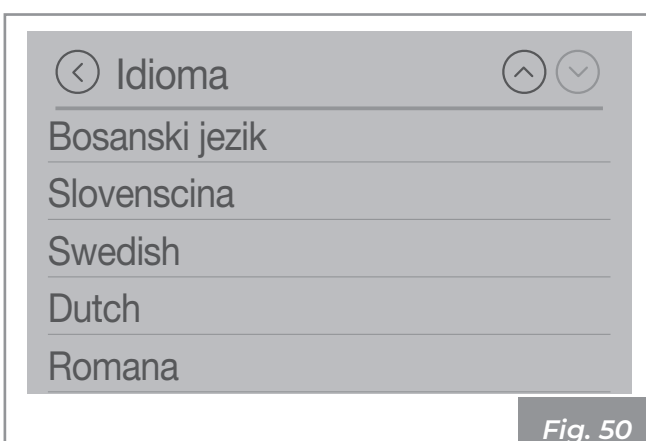 Idioma
Bosanski jezik
Slovenscina
Swedish
Dutch
Romana
Fig. 50